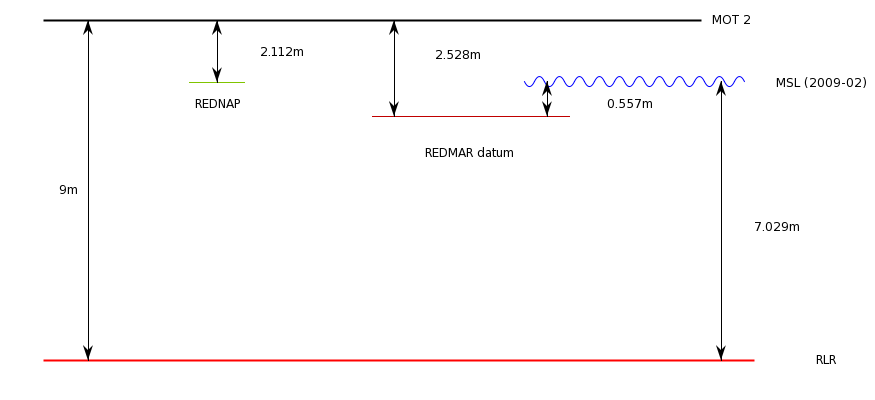 MOT 2
2.112m
2.528m
MSL (2009-02)
REDNAP
0.557m
REDMAR datum
9m
7.029m
RLR